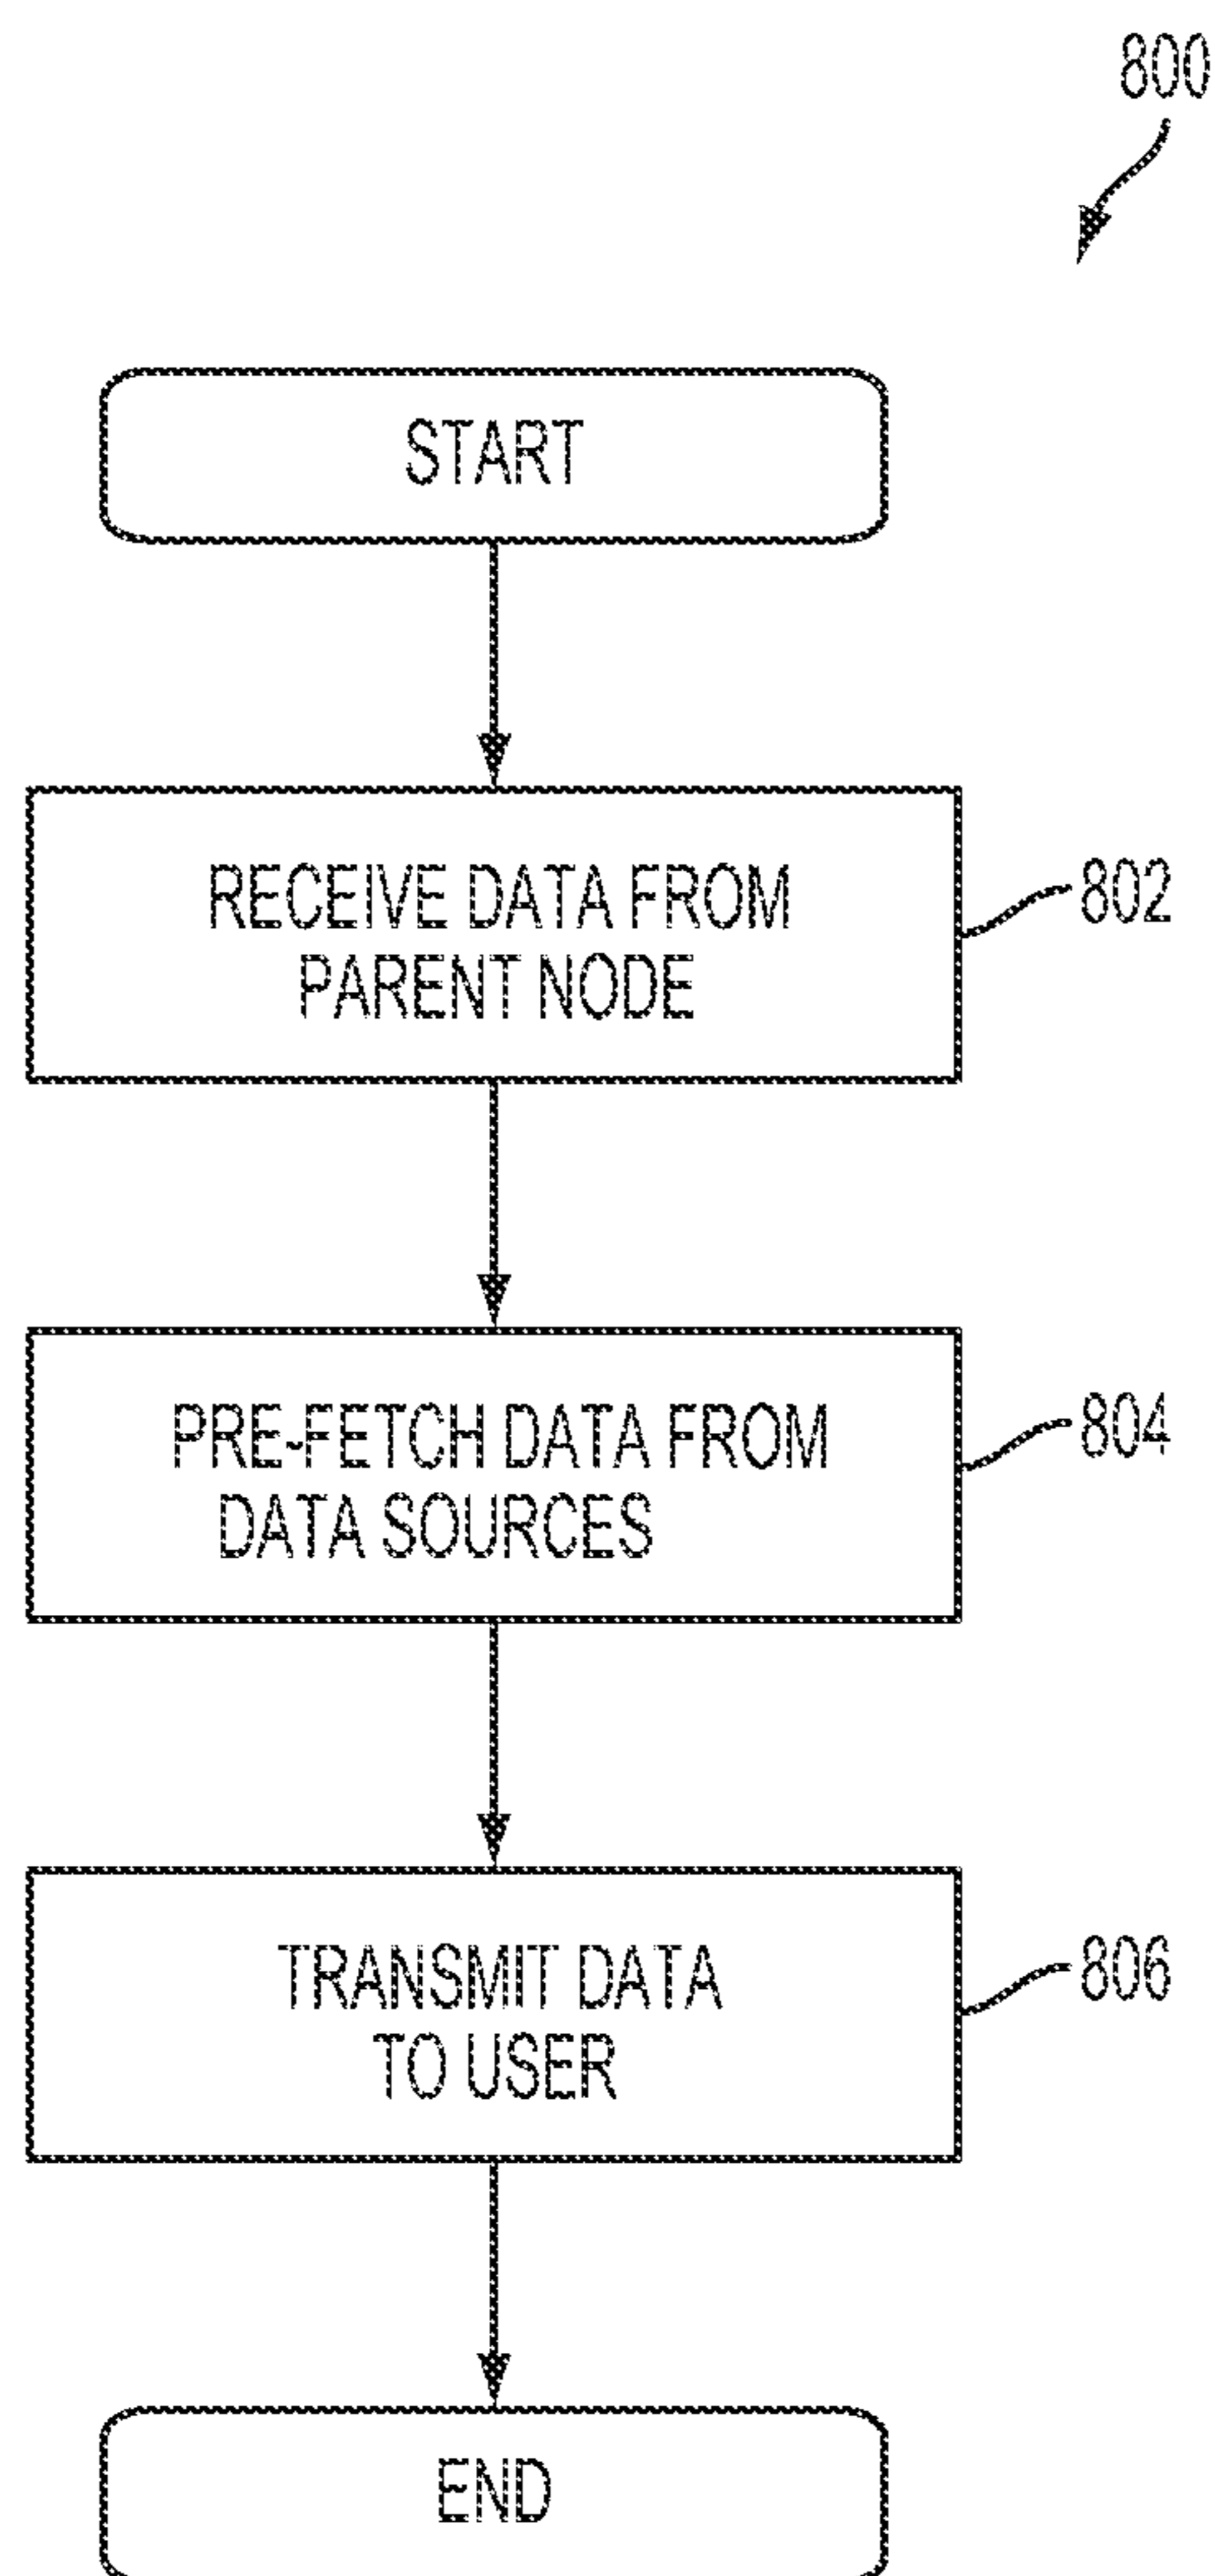 800
START
RECEIVE DATA FROM
PARENT NODE
802
PRE-FETCH DATA FROM
DATA SOURCES
804
TRANSMIT DATA
TO USER
806
END